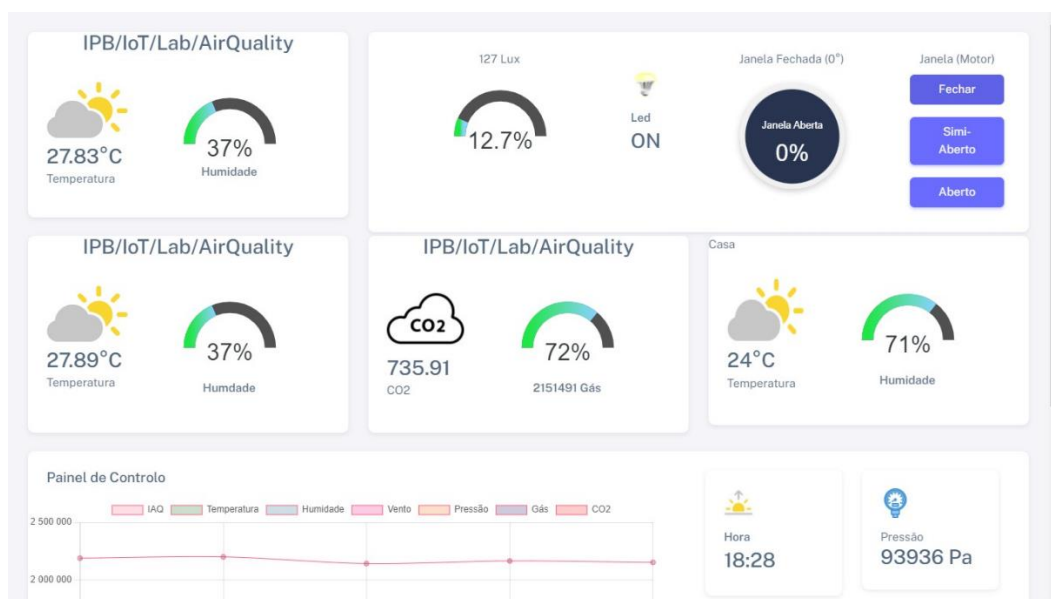 IPB/IoT/Lab/AirQuality
27.83°C
Temperatura
37%
Humidade
127 Lux
12.7%
Led
ON
Janela Fechada (0°)
Janela Aberta
0%
Janela (Motor)
Fechar
Simi-
Aberto
Aberto
IPB/IoT/Lab/AirQuality
27.89°C
Temperatura
37%
Humdade
IPB/IoT/Lab/AirQuality
CO2
735.91
CO2
72%
2151491 Gás
Casa
24°C
Temperatura
71%
Humidade
Painel de Controlo
IAQ Temperatura Humidade Vento Pressão Gás CO2
2 500 000
2 000 000
Hora
18:28
Pressão
93936 Pa